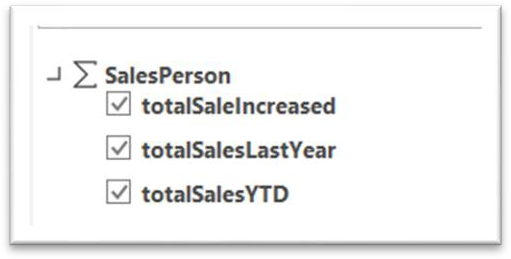 ∑ SalesPerson
totalSaleIncreased
totalSalesLastYear
totalSalesYTD